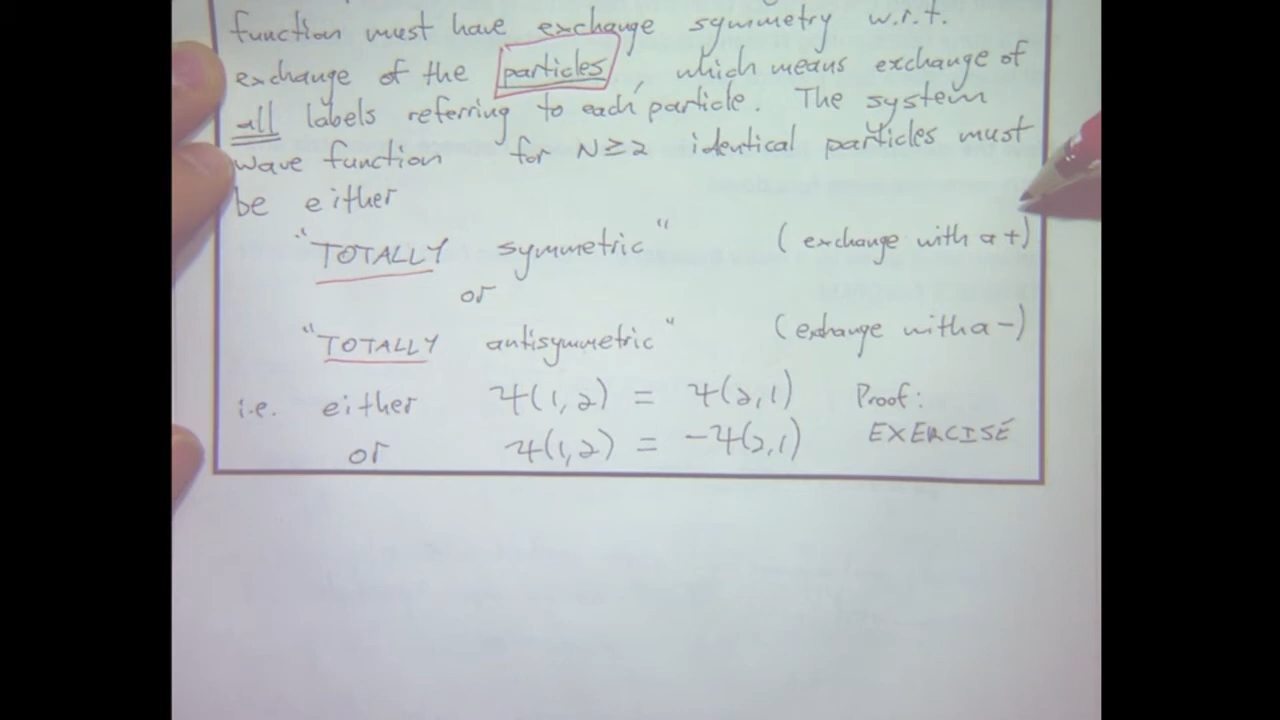 function must have exchange symmetry w.r.t.
exchange of the particles, which means exchange of
all labels referring to each particle. The system
wave function for N≥2 identical particles must
be either
"TOTALLY symmetric" (exchange with a +)
or
"TOTALLY antisymmetric" (exchange with a -)
i.e. either Ψ(1,2) = Ψ(2,1) Proof:
or Ψ(1,2) = -Ψ(2,1) EXERCISE